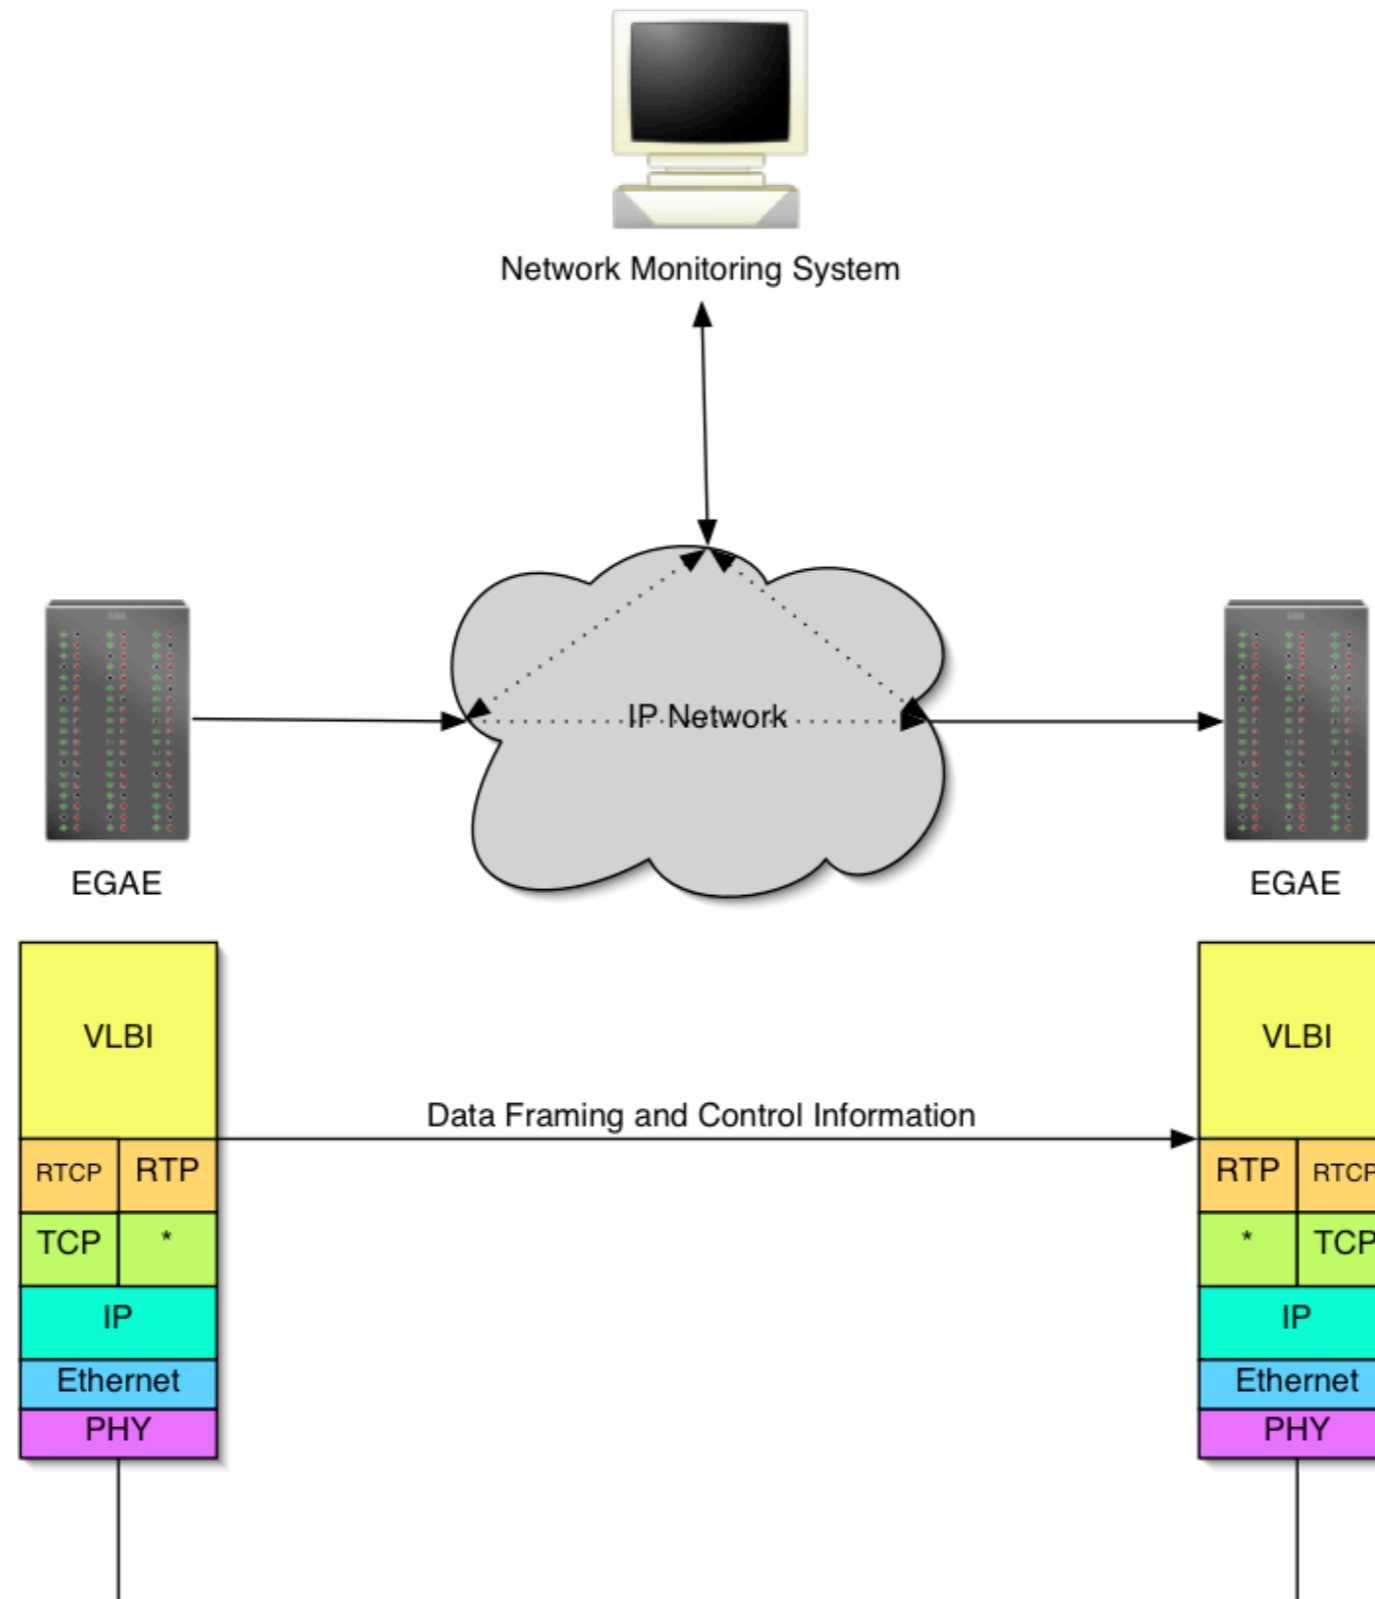 Network Monitoring System
IP Network
EGAE
EGAE
VLBI
VLBI
Data Framing and Control Information
RTCP RTP
RTP RTCP
TCP *
* TCP
IP
IP
Ethernet
Ethernet
PHY
PHY